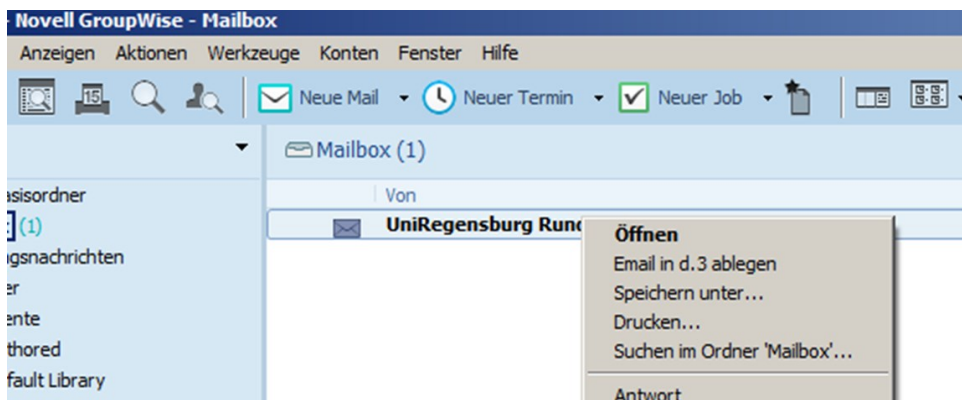 Novell GroupWise - Mailbox
Anzeigen Aktionen Werkzeuge Konten Fenster Hilfe
15 Neue Mail Neuer Termin Neuer Job
Mailbox (1)
asisordner
Von
(1)
UniRegensburg Rund
Öffnen
gsnachrichten
Email in d.3 ablegen
er
Speichern unter...
ente
Drucken...
thored
Suchen im Ordner 'Mailbox'...
fault Library
Antwort